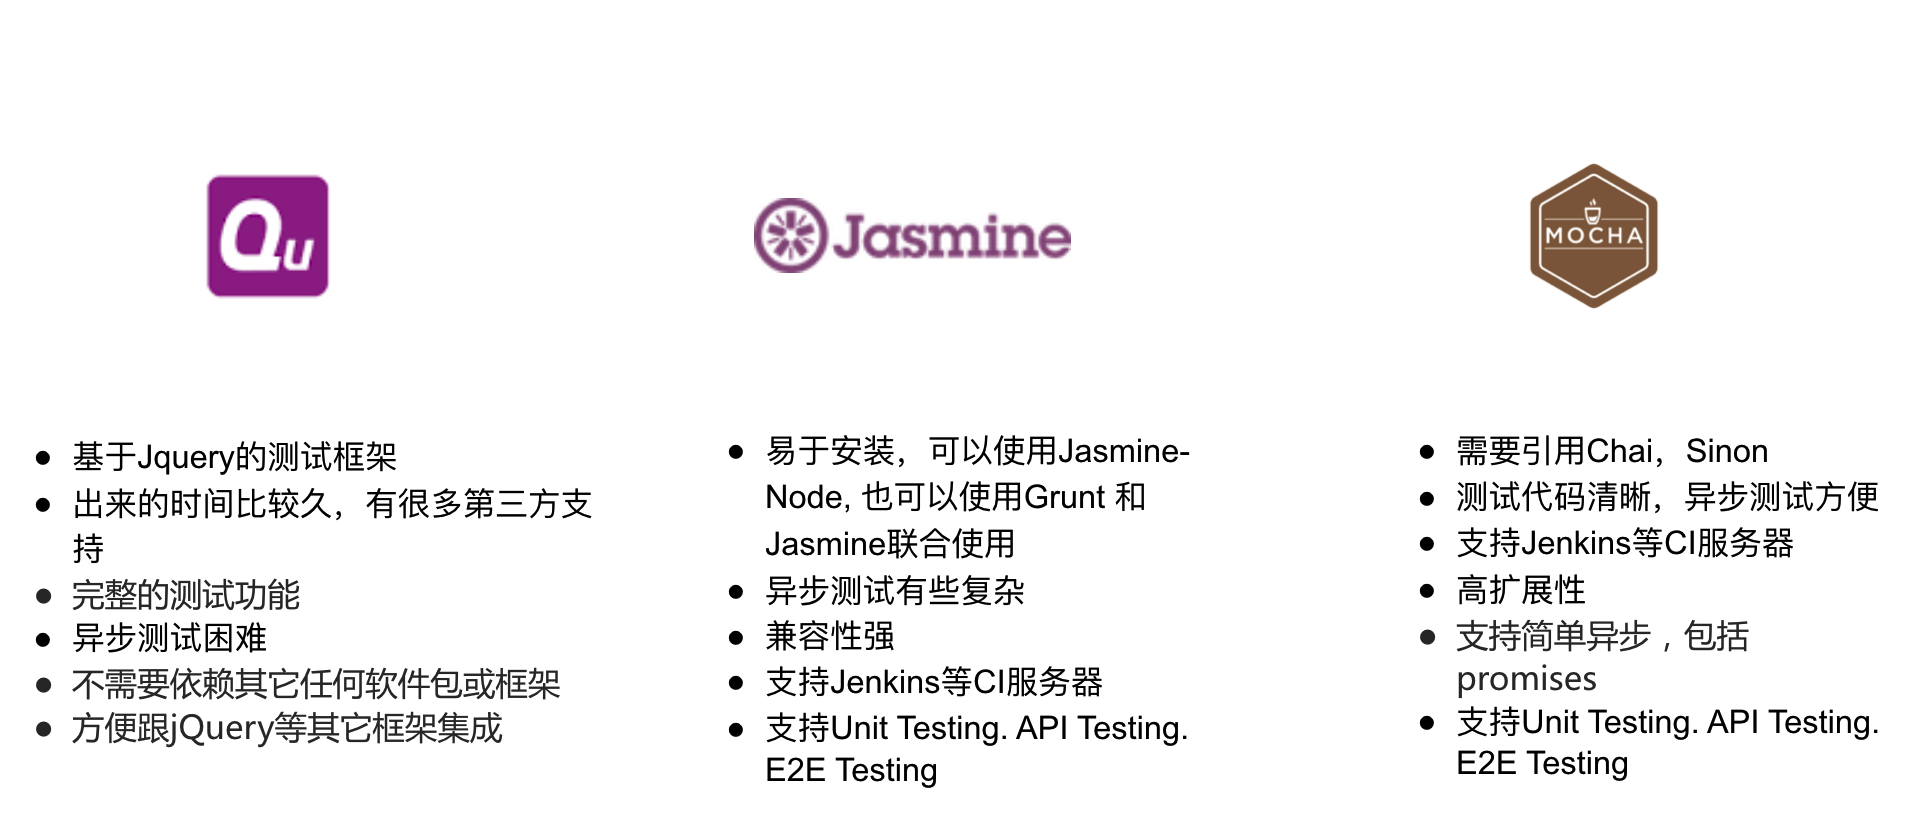 Qu
Jasmine
MOCHA
● 基于Jquery的测试框架
● 出来的时间比较久，有很多第三方支
持
● 完整的测试功能
● 异步测试困难
● 不需要依赖其它任何软件包或框架
● 方便跟jQuery等其它框架集成
● 易于安装，可以使用Jasmine-
Node, 也可以使用Grunt 和
Jasmine联合使用
● 异步测试有些复杂
● 兼容性强
● 支持Jenkins等CI服务器
● 支持Unit Testing. API Testing.
E2E Testing
● 需要引用Chai，Sinon
● 测试代码清晰，异步测试方便
● 支持Jenkins等CI服务器
● 高扩展性
● 支持简单异步，包括
promises
● 支持Unit Testing. API Testing.
E2E Testing